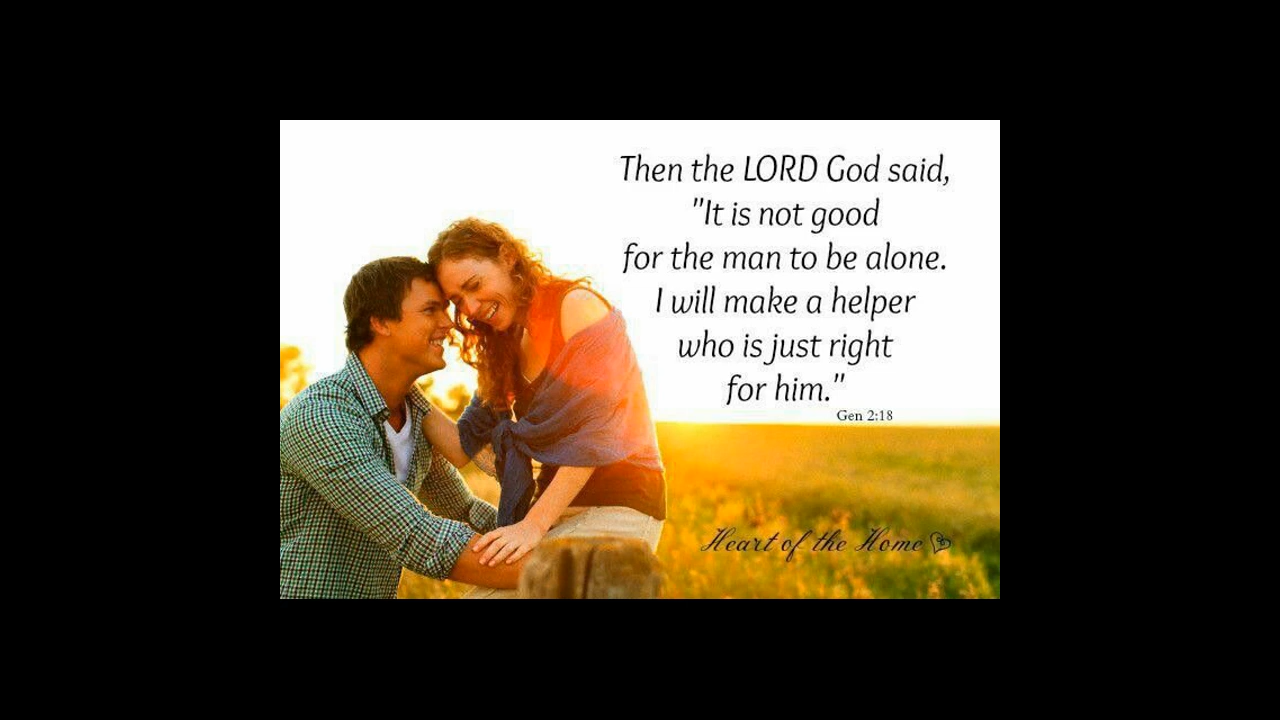 Then the LORD God said,
"It is not good
for the man to be alone.
I will make a helper
who is just right
for him."
Gen 2:18
Heart of the Home